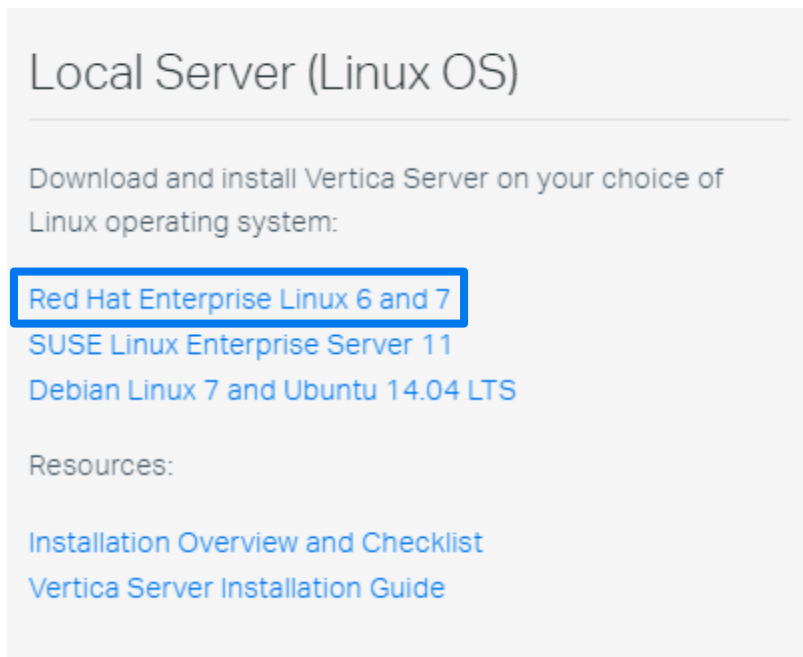 Local Server (Linux OS)
Download and install Vertica Server on your choice of
Linux operating system:
Red Hat Enterprise Linux 6 and 7
SUSE Linux Enterprise Server 11
Debian Linux 7 and Ubuntu 14.04 LTS
Resources:
Installation Overview and Checklist
Vertica Server Installation Guide